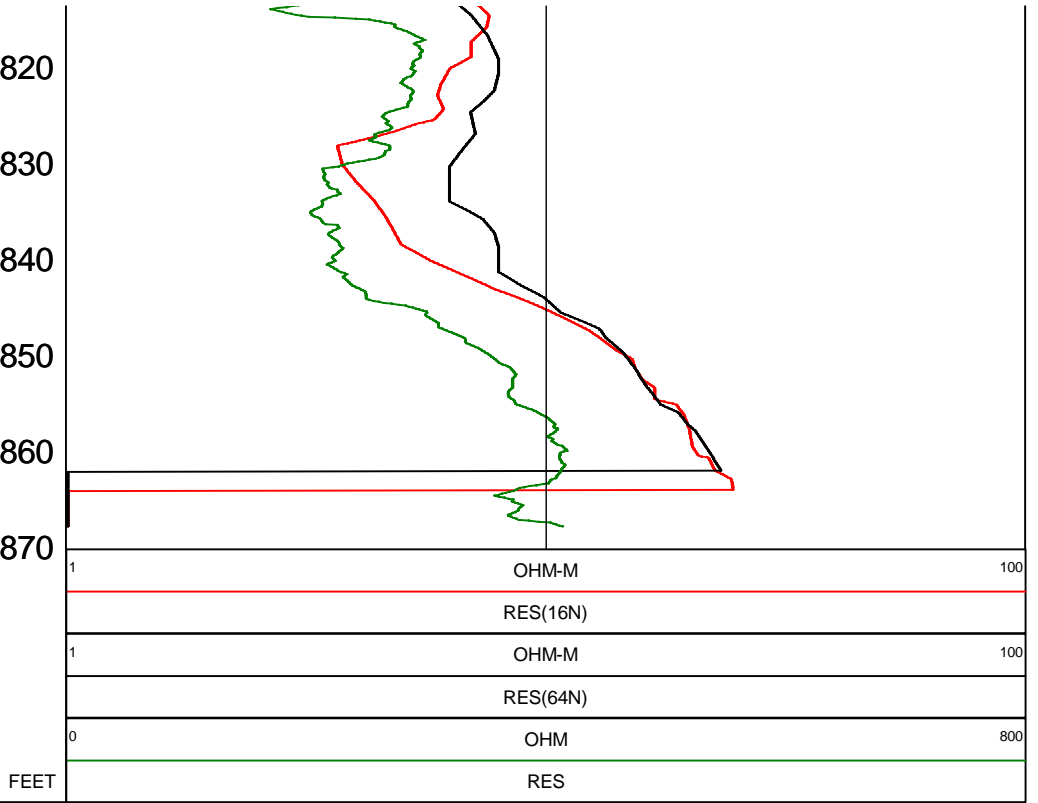 820
830
840
850
860
870
1 OHM-M 100
RES(16N)
1 OHM-M 100
RES(64N)
0 OHM 800
FEET RES